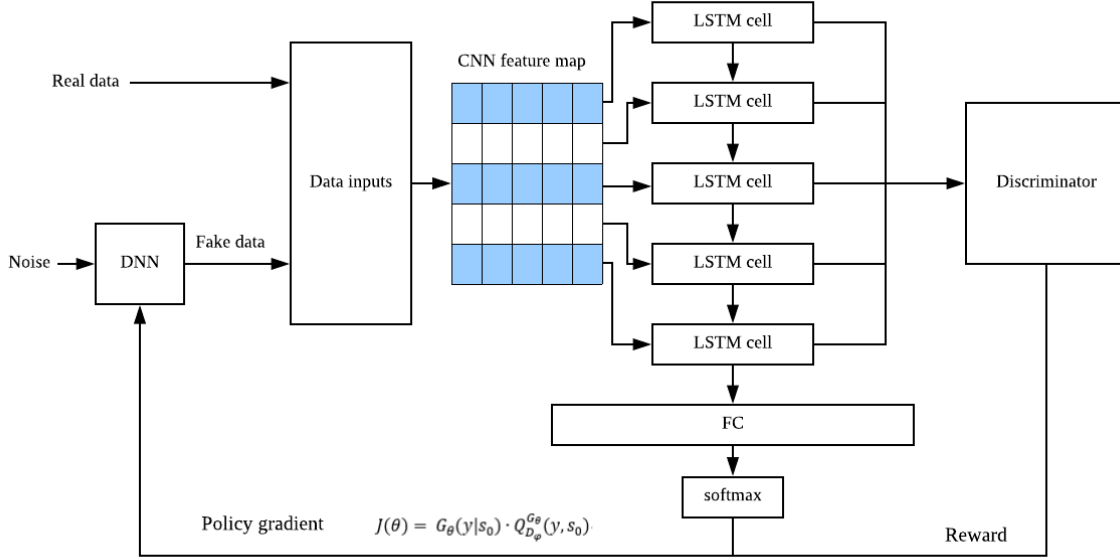 LSTM cell
CNN feature map
Real data
LSTM cell
Data inputs
LSTM cell
Discriminator
Fake data
Noise
DNN
LSTM cell
LSTM cell
FC
softmax
Policy gradient
J(θ) = G_θ(y|s_0) · Q_{D_φ}^{G_θ}(y, s_0)
Reward